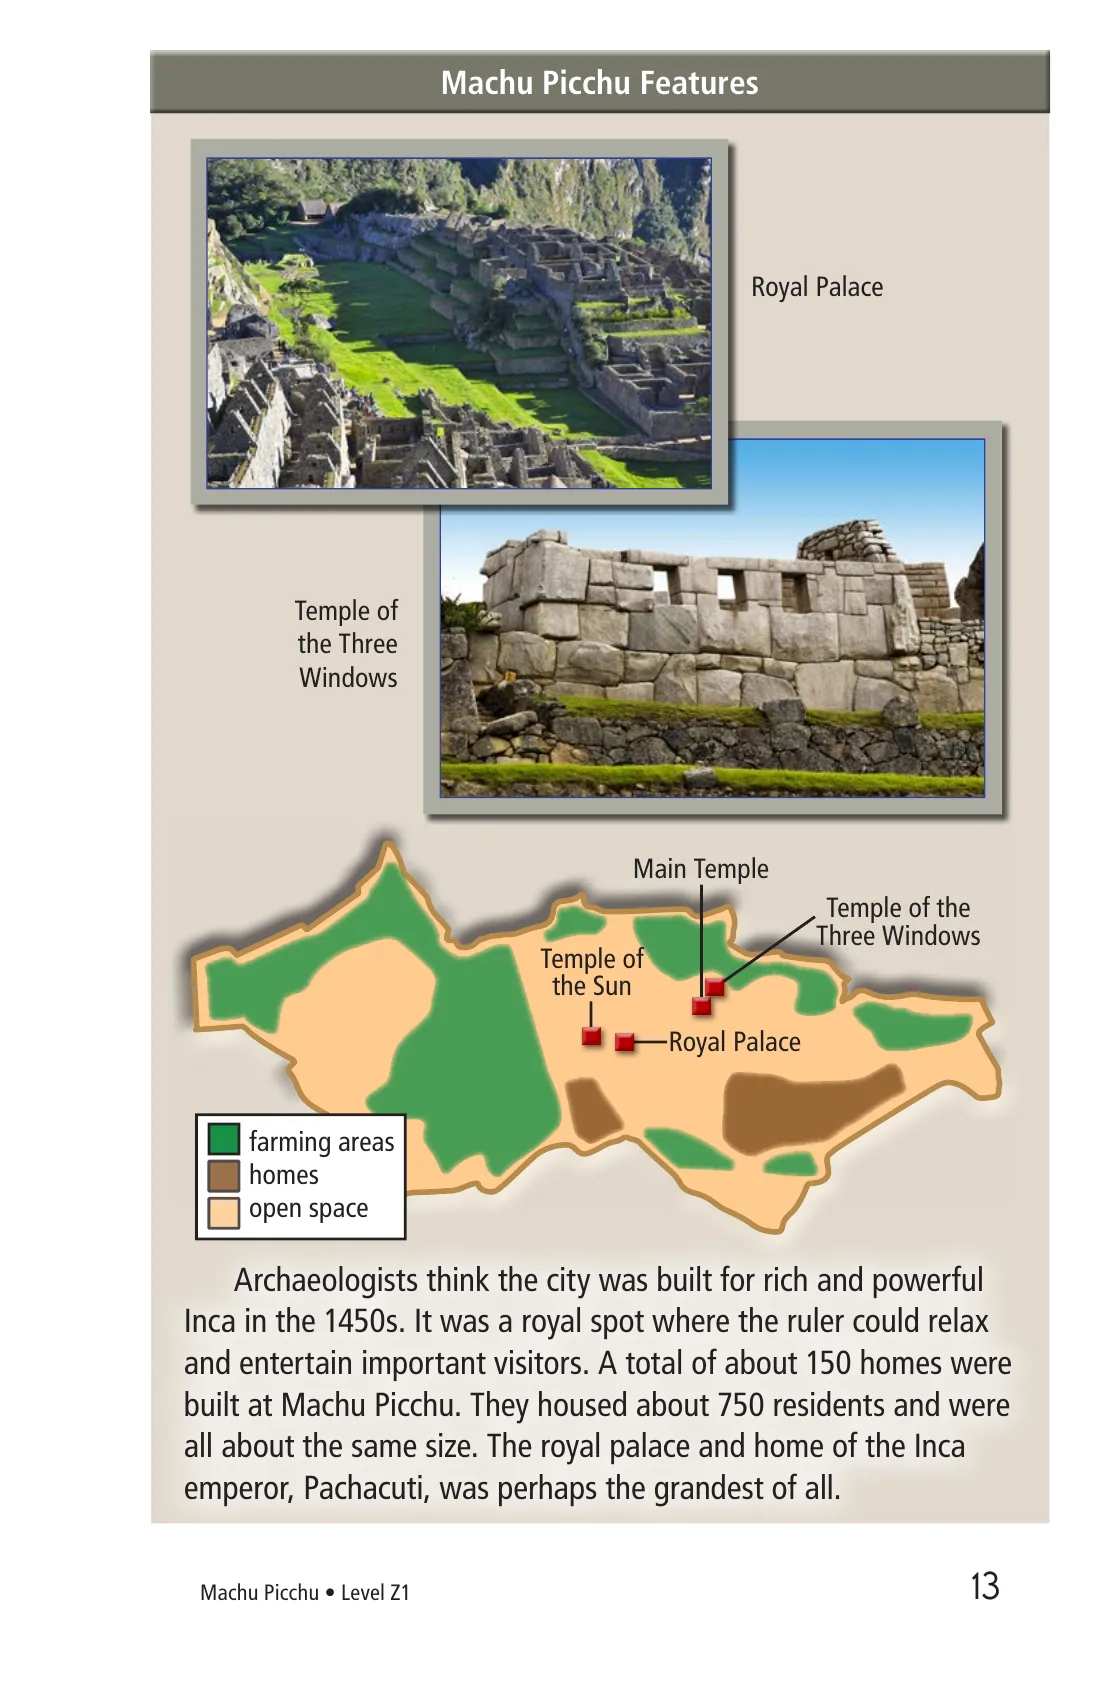 Machu Picchu Features
Royal Palace
Temple of
the Three
Windows
Main Temple
Temple of the
Three Windows
Temple of
the Sun
Royal Palace
farming areas
homes
open space
Archaeologists think the city was built for rich and powerful
Inca in the 1450s. It was a royal spot where the ruler could relax
and entertain important visitors. A total of about 150 homes were
built at Machu Picchu. They housed about 750 residents and were
all about the same size. The royal palace and home of the Inca
emperor, Pachacuti, was perhaps the grandest of all.
Machu Picchu • Level Z1
13